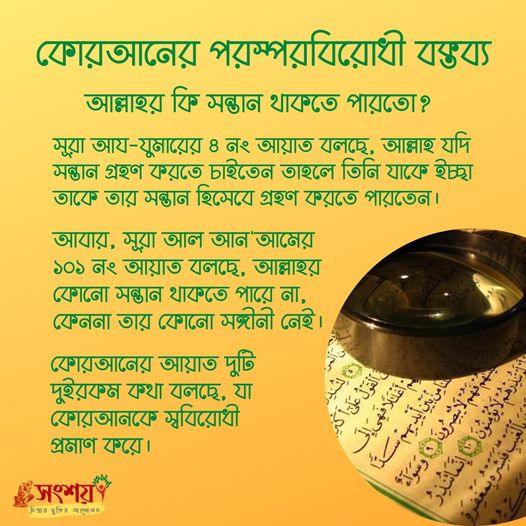 কোরআনের পরস্পরবিরোধী বক্তব্য
আল্লাহর কি সন্তান থাকতে পারতো?
সূরা আয-যুমারের ৪ নং আয়াত বলছে, আল্লাহ যদি
সন্তান গ্রহণ করতে চাইতেন তাহলে তিনি যাকে ইচ্ছা
তাকে তার সন্তান হিসেবে গ্রহণ করতে পারতেন।
আবার, সূরা আল আন'আমের
১০১ নং আয়াত বলছে, আল্লাহর
কোনো সন্তান থাকতে পারে না,
কেননা তার কোনো সঙ্গীনী নেই।
কোরআনের আয়াত দুটি
দুইরকম কথা বলছে, যা
কোরআনকে স্ববিরোধী
প্রমাণ করে।
সংশয়
চিন্তার মুক্তির আন্দোলন